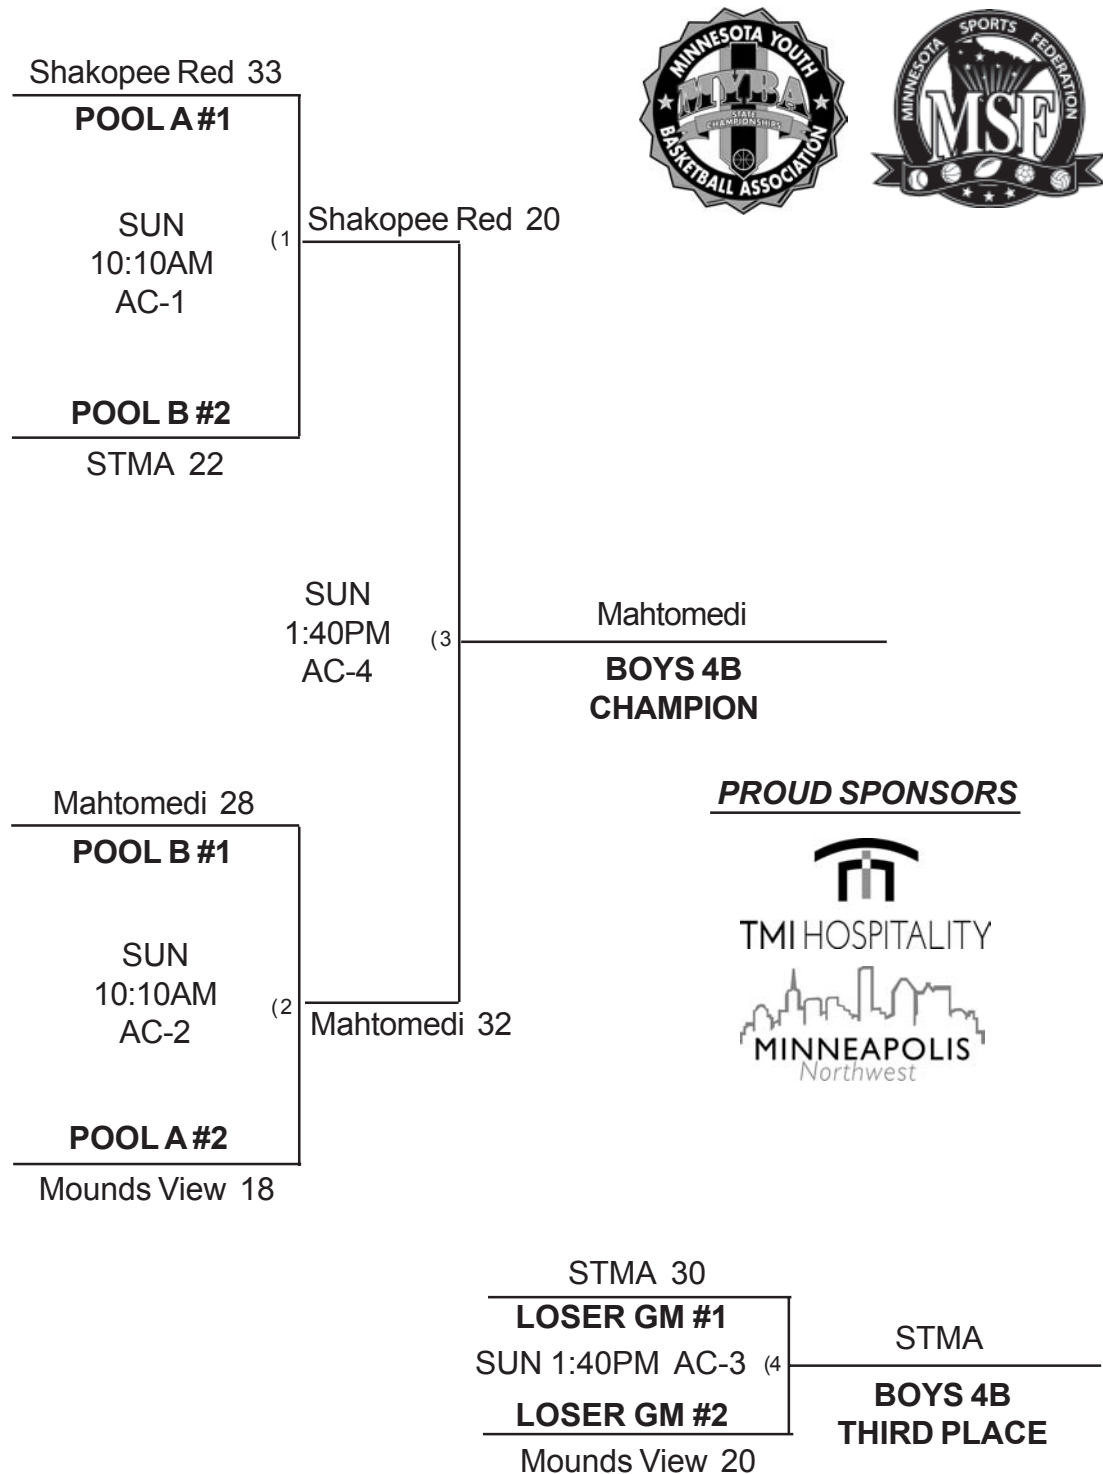 MINNESOTA YOUTH
MYBA
STATE
CHAMPIONSHIPS
BASKETBALL ASSOCIATION
MINNESOTA SPORTS FEDERATION
MSF
Shakopee Red 33
POOL A #1
SUN
10:10AM
AC-1
(1
Shakopee Red 20
POOL B #2
STMA 22
SUN
1:40PM
AC-4
(3
Mahtomedi
BOYS 4B
CHAMPION
Mahtomedi 28
POOL B #1
SUN
10:10AM
AC-2
(2
Mahtomedi 32
POOL A #2
Mounds View 18
PROUD SPONSORS
TMI HOSPITALITY
MINNEAPOLIS
Northwest
STMA 30
LOSER GM #1
SUN 1:40PM AC-3 (4
LOSER GM #2
Mounds View 20
STMA
BOYS 4B
THIRD PLACE